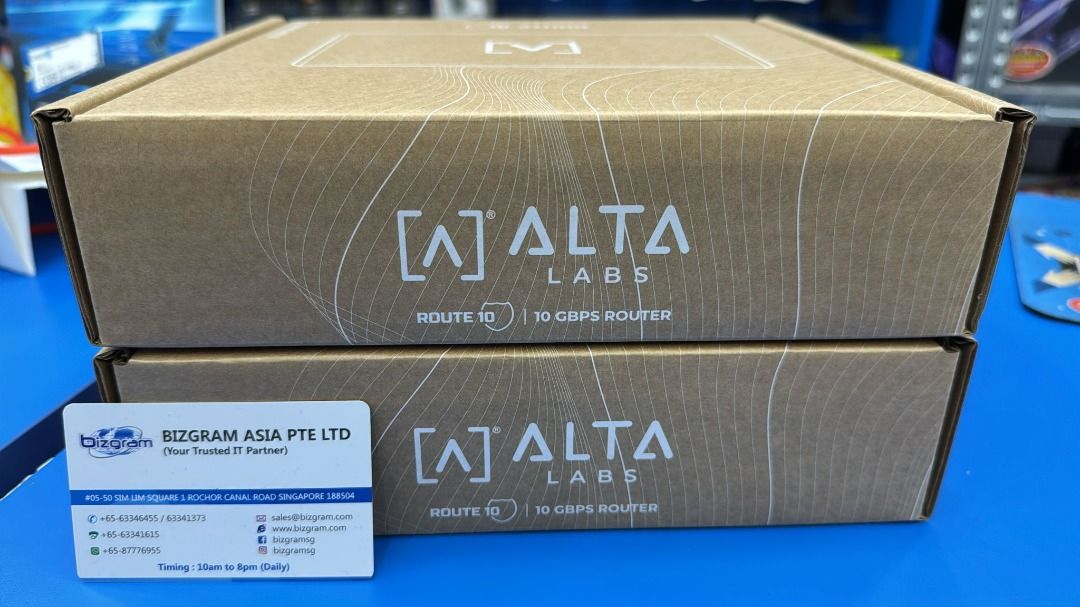 [Λ]® ALTA
LABS
ROUTE 10 | 10 GBPS ROUTER
[Λ]® ALTA
LABS
ROUTE 10 | 10 GBPS ROUTER
bizgram
BIZGRAM ASIA PTE LTD
(Your Trusted IT Partner)
#05-50 SIM LIM SQUARE 1 ROCHOR CANAL ROAD SINGAPORE 188504
+65-63346455 / 63341373
+65-63341615
+65-87776955
sales@bizgram.com
www.bizgram.com
bizgramsg
bizgramsg
Timing : 10am to 8pm (Daily)